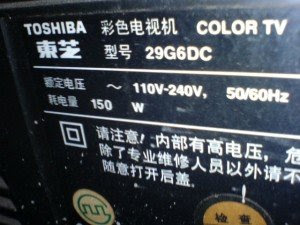 TOSHIBA 彩色电视机 COLOR TV
東芝 型号 29G6DC
额定电压 ～ 110V-240V, 50/60Hz
耗电量 150 W
请注意！内部有高电压，危
除了专业维修人员以外请不
随意打开后盖.
检查